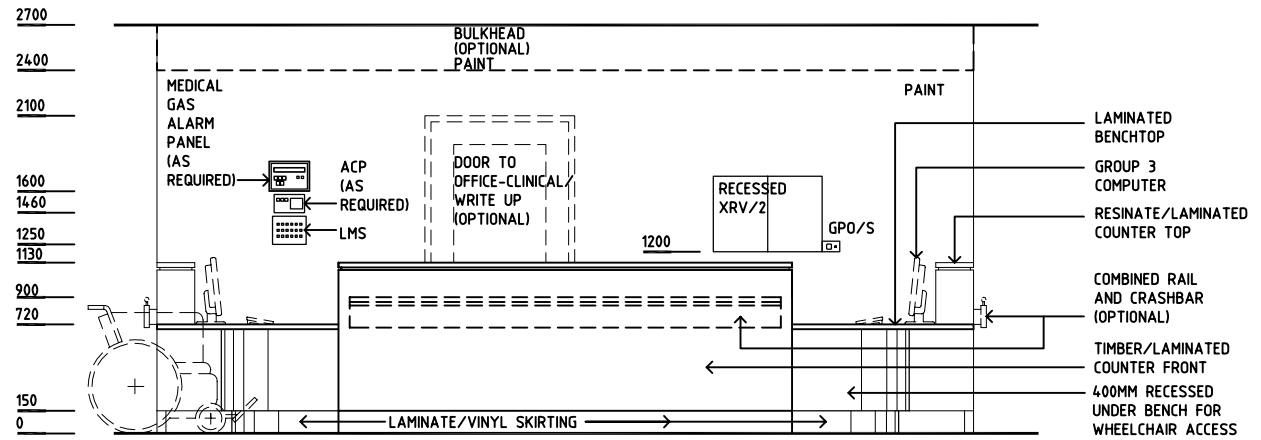 2700
2400
2100
1600
1460
1250
1130
900
720
150
0
BULKHEAD
(OPTIONAL)
PAINT
MEDICAL
GAS
ALARM
PANEL
(AS
REQUIRED)
ACP
(AS
REQUIRED)
LMS
DOOR TO
OFFICE-CLINICAL/
WRITE UP
(OPTIONAL)
1200
RECESSED
XRV/2
GPO/S
PAINT
LAMINATED
BENCHTOP
GROUP 3
COMPUTER
RESINATE/LAMINATED
COUNTER TOP
COMBINED RAIL
AND CRASHBAR
(OPTIONAL)
TIMBER/LAMINATED
COUNTER FRONT
400MM RECESSED
UNDER BENCH FOR
WHEELCHAIR ACCESS
LAMINATE/VINYL SKIRTING